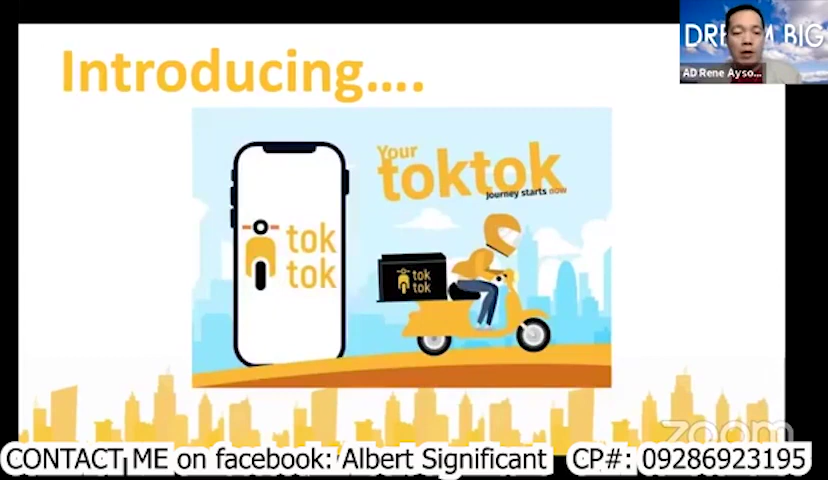 DREAM BIG
AD Rene Ayso...
Introducing....
Your
toktok
Journey starts now
tok
tok
tok
tok
zoom
CONTACT ME on facebook: Albert Significant CP#: 09286923195